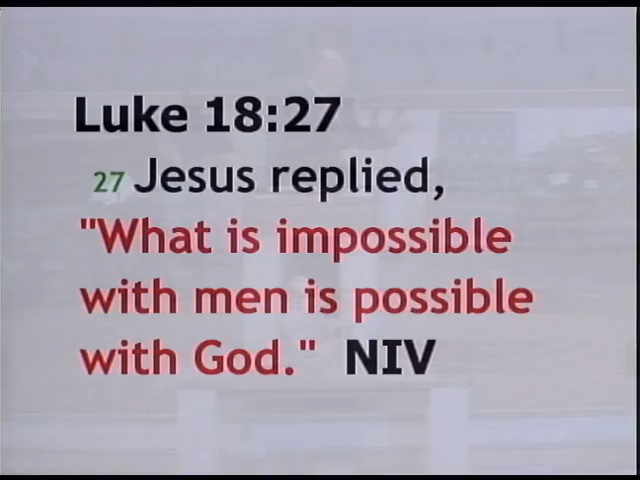 Luke 18:27
27 Jesus replied,
"What is impossible
with men is possible
with God." NIV